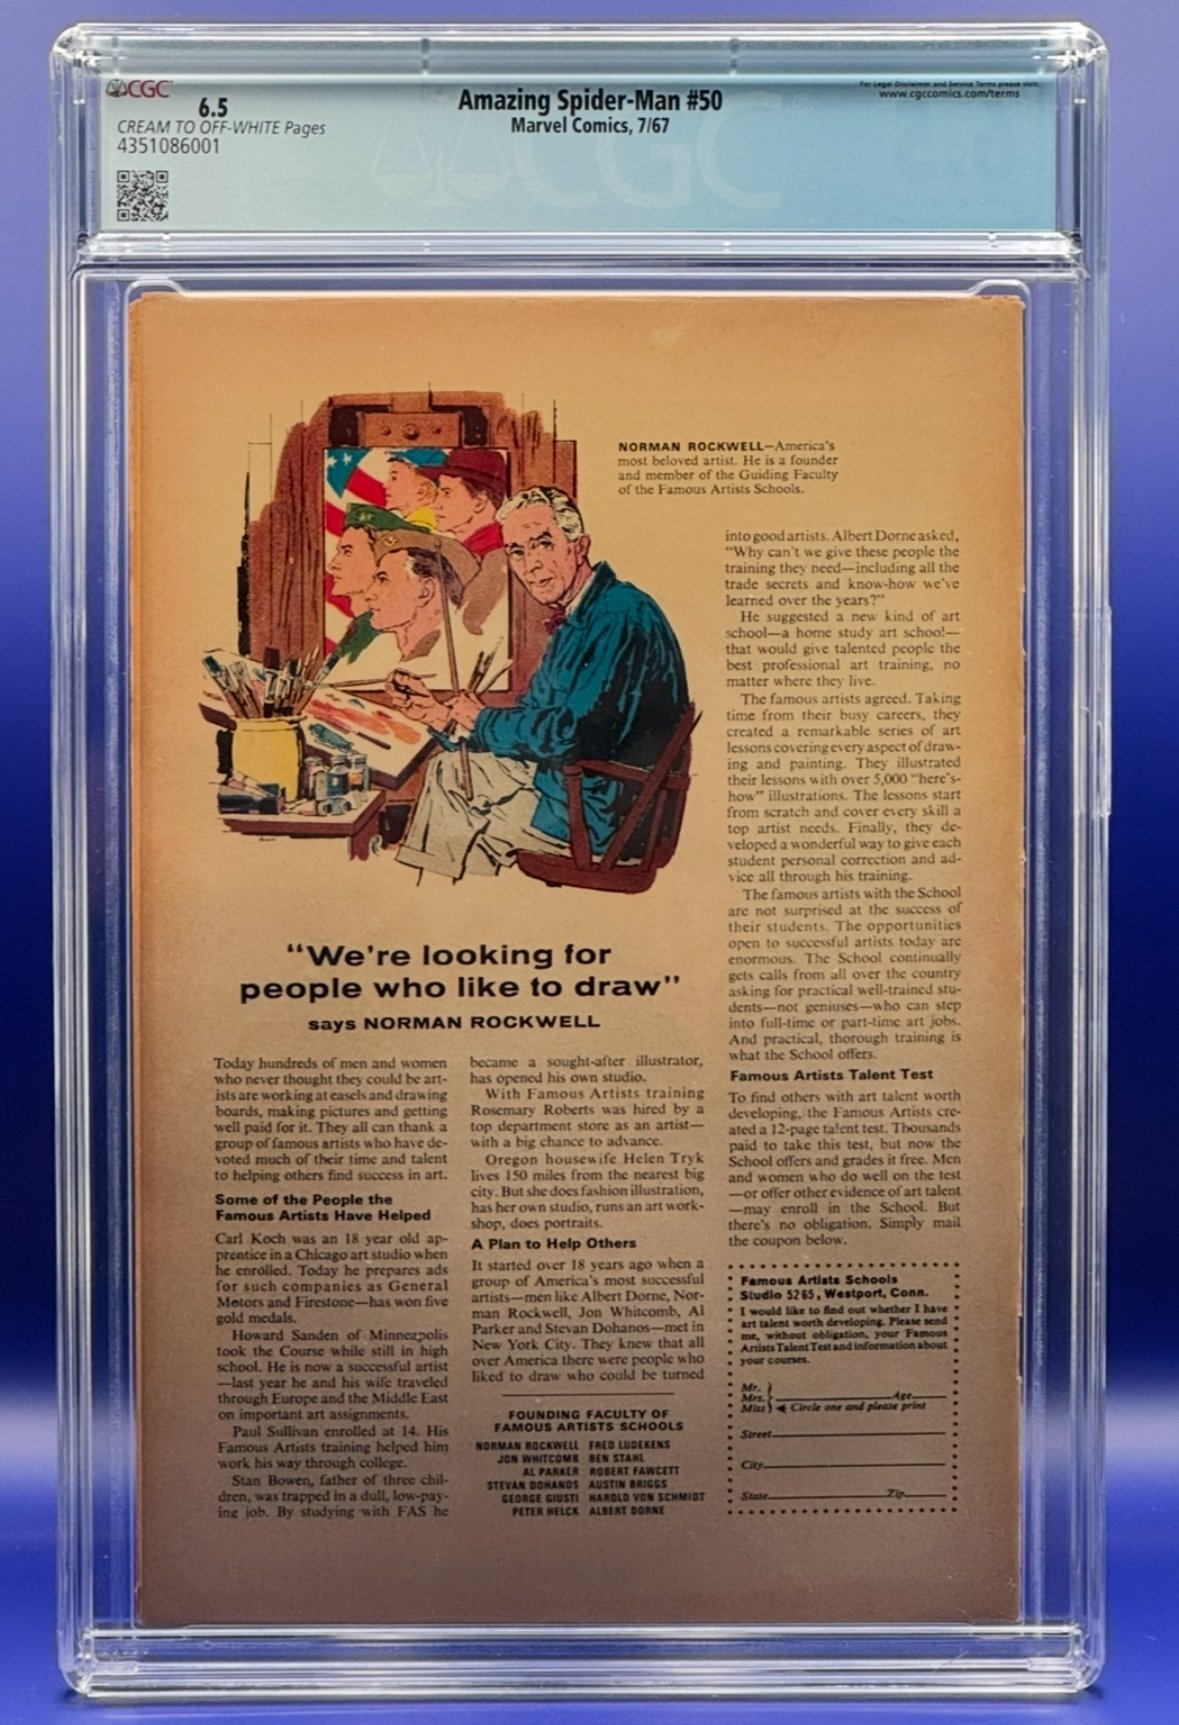 CGC
6.5
CREAM TO OFF-WHITE Pages
4351086001
Amazing Spider-Man #50
Marvel Comics, 7/67
For Legal Disclaimer and Service Terms please visit:
www.cgccomics.com/terms
CGC
NORMAN ROCKWELL—America's
most beloved artist. He is a founder
and member of the Guiding Faculty
of the Famous Artists Schools.
"We're looking for
people who like to draw"
says NORMAN ROCKWELL
Today hundreds of men and women
who never thought they could be art-
ists are working at easels and drawing
boards, making pictures and getting
well paid for it. They all can thank a
group of famous artists who have de-
voted much of their time and talent
to helping others find success in art.
Some of the People the
Famous Artists Have Helped
Carl Koch was an 18 year old ap-
prentice in a Chicago art studio when
he enrolled. Today he prepares ads
for such companies as General
Motors and Firestone—has won five
gold medals.
Howard Sanden of Minneapolis
took the Course while still in high
school. He is now a successful artist
—last year he and his wife traveled
through Europe and the Middle East
on important art assignments.
Paul Sullivan enrolled at 14. His
Famous Artists training helped him
work his way through college.
Stan Bowen, father of three chil-
dren, was trapped in a dull, low-pay-
ing job. By studying with FAS he
became a sought-after illustrator,
has opened his own studio.
With Famous Artists training
Rosemary Roberts was hired by a
top department store as an artist—
with a big chance to advance.
Oregon housewife Helen Tryk
lives 150 miles from the nearest big
city. But she does fashion illustration,
has her own studio, runs an art work-
shop, does portraits.
A Plan to Help Others
It started over 18 years ago when a
group of America's most successful
artists—men like Albert Dorne, Nor-
man Rockwell, Jon Whitcomb, Al
Parker and Stevan Dohanos—met in
New York City. They knew that all
over America there were people who
liked to draw who could be turned
FOUNDING FACULTY OF
FAMOUS ARTISTS SCHOOLS
NORMAN ROCKWELL FRED LUDEKENS
JON WHITCOMB BEN STAHL
AL PARKER ROBERT FAWCETT
STEVAN DOHANOS AUSTIN BRIGGS
GEORGE GIUSTI HAROLD VON SCHMIDT
PETER HELCK ALBERT DORNE
into good artists. Albert Dorne asked,
"Why can't we give these people the
training they need—including all the
trade secrets and know-how we've
learned over the years?"
He suggested a new kind of art
school—a home study art school—
that would give talented people the
best professional art training, no
matter where they live.
The famous artists agreed. Taking
time from their busy careers, they
created a remarkable series of art
lessons covering every aspect of draw-
ing and painting. They illustrated
their lessons with over 5,000 "here's-
how" illustrations. The lessons start
from scratch and cover every skill a
top artist needs. Finally, they de-
veloped a wonderful way to give each
student personal correction and ad-
vice all through his training.
The famous artists with the School
are not surprised at the success of
their students. The opportunities
open to successful artists today are
enormous. The School continually
gets calls from all over the country
asking for practical well-trained stu-
dents—not geniuses—who can step
into full-time or part-time art jobs.
And practical, thorough training is
what the School offers.
Famous Artists Talent Test
To find others with art talent worth
developing, the Famous Artists cre-
ated a 12-page talent test. Thousands
paid to take this test, but now the
School offers and grades it free. Men
and women who do well on the test
—or offer other evidence of art talent
—may enroll in the School. But
there's no obligation. Simply mail
the coupon below.
Famous Artists Schools
Studio 5265, Westport, Conn.
I would like to find out whether I have
art talent worth developing. Please send
me, without obligation, your Famous
Artists Talent Test and information about
your courses.
Mr.
Mrs. Age
Miss Circle one and please print
Street
City
State Zip